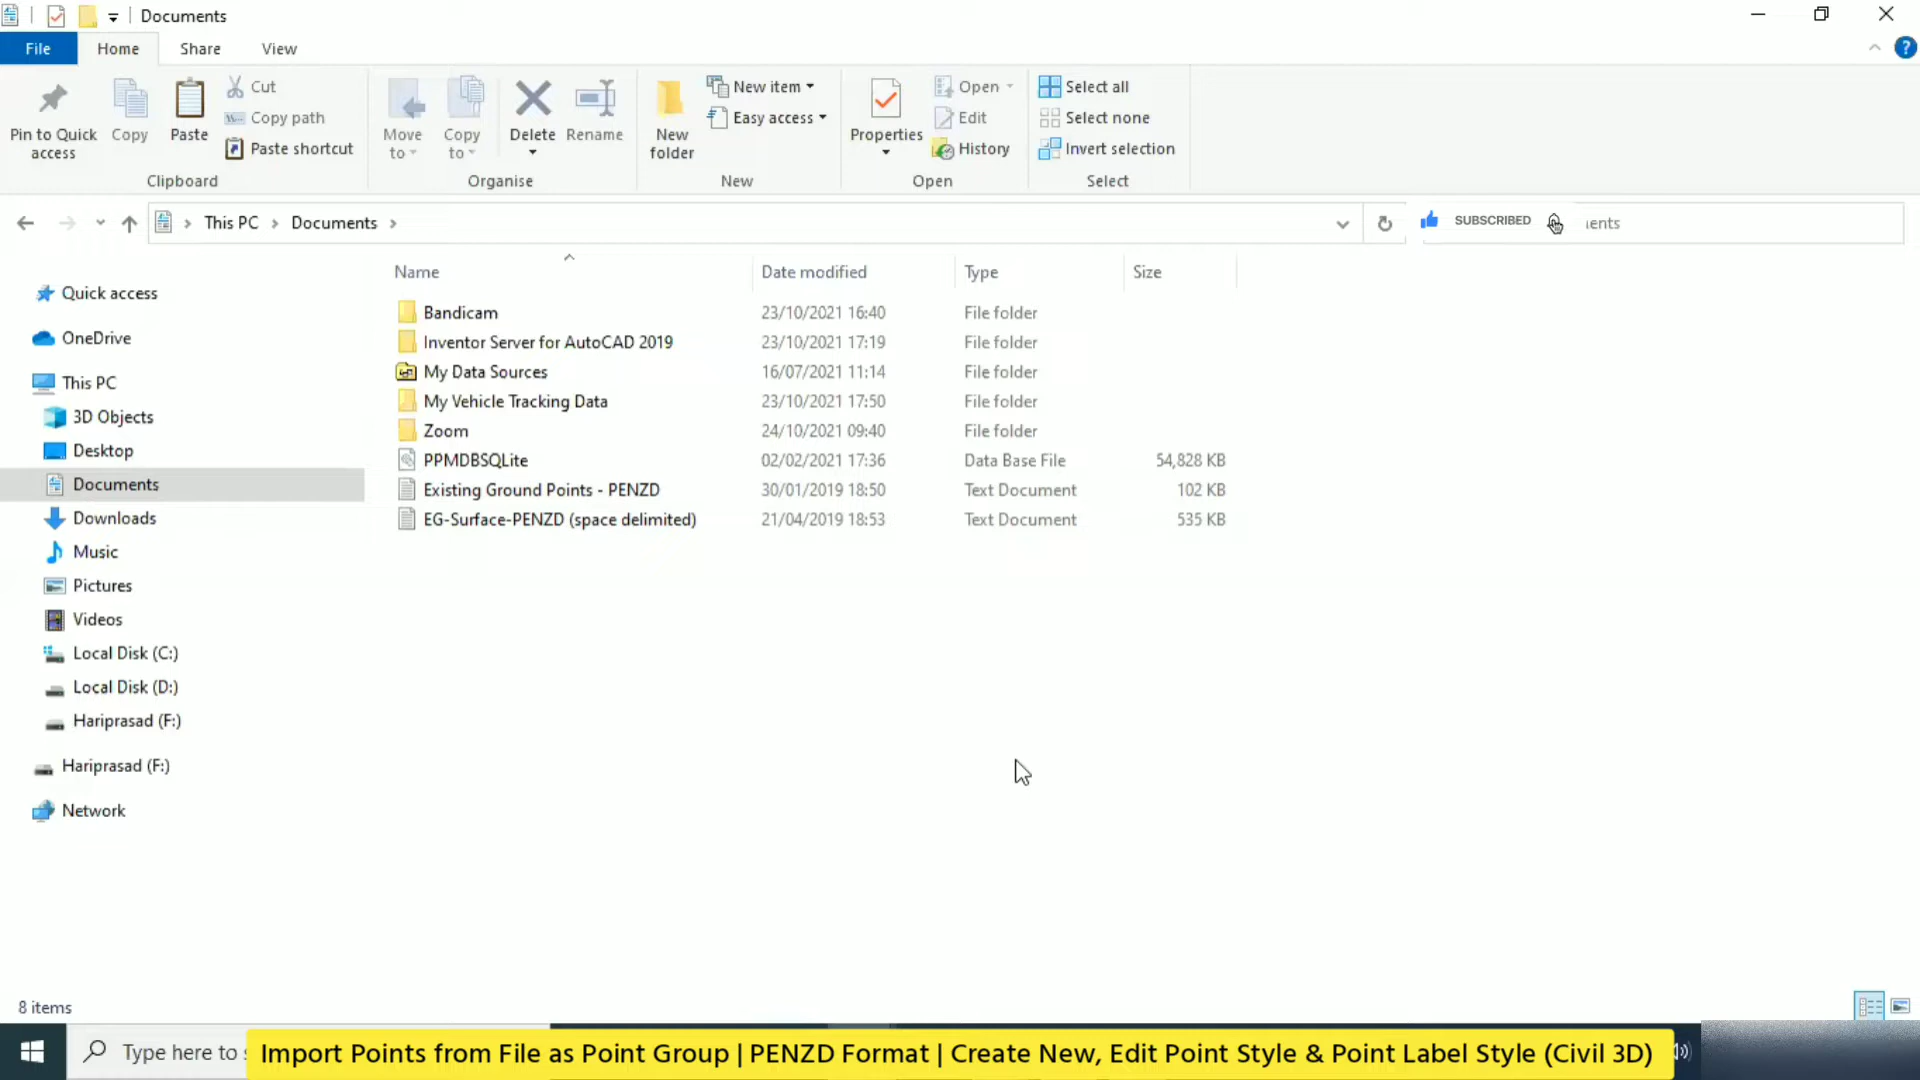 Documents
File Home Share View
Pin to Quick access
Copy
Paste
Cut
Copy path
Paste shortcut
Clipboard
Move to
Copy to
Delete
Rename
Organise
New folder
New item
Easy access
New
Properties
Open
Edit
History
Open
Select all
Select none
Invert selection
Select
This PC > Documents >
SUBSCRIBED
Name Date modified Type Size
Bandicam 23/10/2021 16:40 File folder
Inventor Server for AutoCAD 2019 23/10/2021 17:19 File folder
My Data Sources 16/07/2021 11:14 File folder
My Vehicle Tracking Data 23/10/2021 17:50 File folder
Zoom 24/10/2021 09:40 File folder
PPMDBSQLite 02/02/2021 17:36 Data Base File 54,828 KB
Existing Ground Points - PENZD 30/01/2019 18:50 Text Document 102 KB
EG-Surface-PENZD (space delimited) 21/04/2019 18:53 Text Document 535 KB
Quick access
OneDrive
This PC
3D Objects
Desktop
Documents
Downloads
Music
Pictures
Videos
Local Disk (C:)
Local Disk (D:)
Hariprasad (F:)
Hariprasad (F:)
Network
8 items
Type here to
Import Points from File as Point Group | PENZD Format | Create New, Edit Point Style & Point Label Style (Civil 3D)